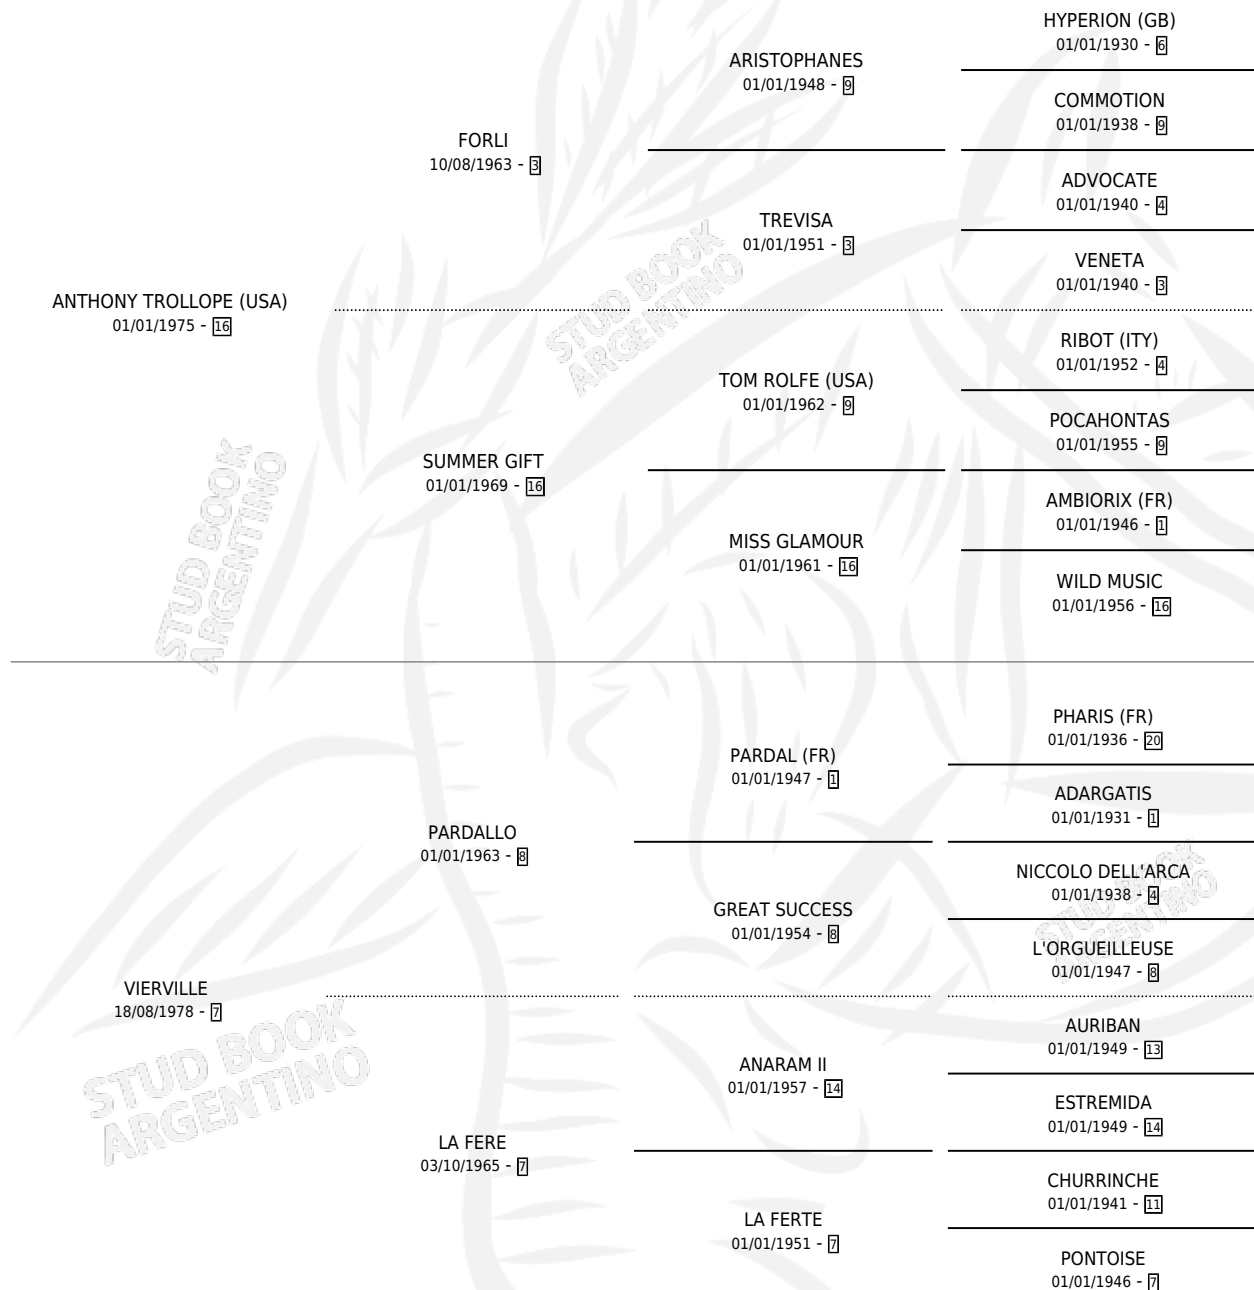 HYPERION (GB)
01/01/1930 - 6
ARISTOPHANES
01/01/1948 - 9
COMMOTION
01/01/1938 - 9
FORLI
10/08/1963 - 3
ADVOCATE
01/01/1940 - 4
TREVISA
01/01/1951 - 3
VENETA
01/01/1940 - 3
ANTHONY TROLLOPE (USA)
01/01/1975 - 16
STUD BOOK
ARGENTINO
RIBOT (ITY)
01/01/1952 - 4
TOM ROLFE (USA)
01/01/1962 - 9
POCAHONTAS
01/01/1955 - 9
SUMMER GIFT
01/01/1969 - 16
AMBIORIX (FR)
01/01/1946 - 1
MISS GLAMOUR
01/01/1961 - 16
WILD MUSIC
01/01/1956 - 16
STUD BOOK
ARGENTINO
PHARIS (FR)
01/01/1936 - 20
PARDAL (FR)
01/01/1947 - 1
ADARGATIS
01/01/1931 - 1
PARDALLO
01/01/1963 - 8
NICCOLO DELL'ARCA
01/01/1938 - 4
GREAT SUCCESS
01/01/1954 - 8
STUD BOOK
ARGENTINO
L'ORGUEILLEUSE
01/01/1947 - 8
VIERVILLE
18/08/1978 - 7
AURIBAN
01/01/1949 - 13
STUD BOOK
ARGENTINO
ANARAM II
01/01/1957 - 14
ESTREMIDA
01/01/1949 - 14
LA FERE
03/10/1965 - 7
CHURRINCHE
01/01/1941 - 11
LA FERTE
01/01/1951 - 7
PONTOISE
01/01/1946 - 7